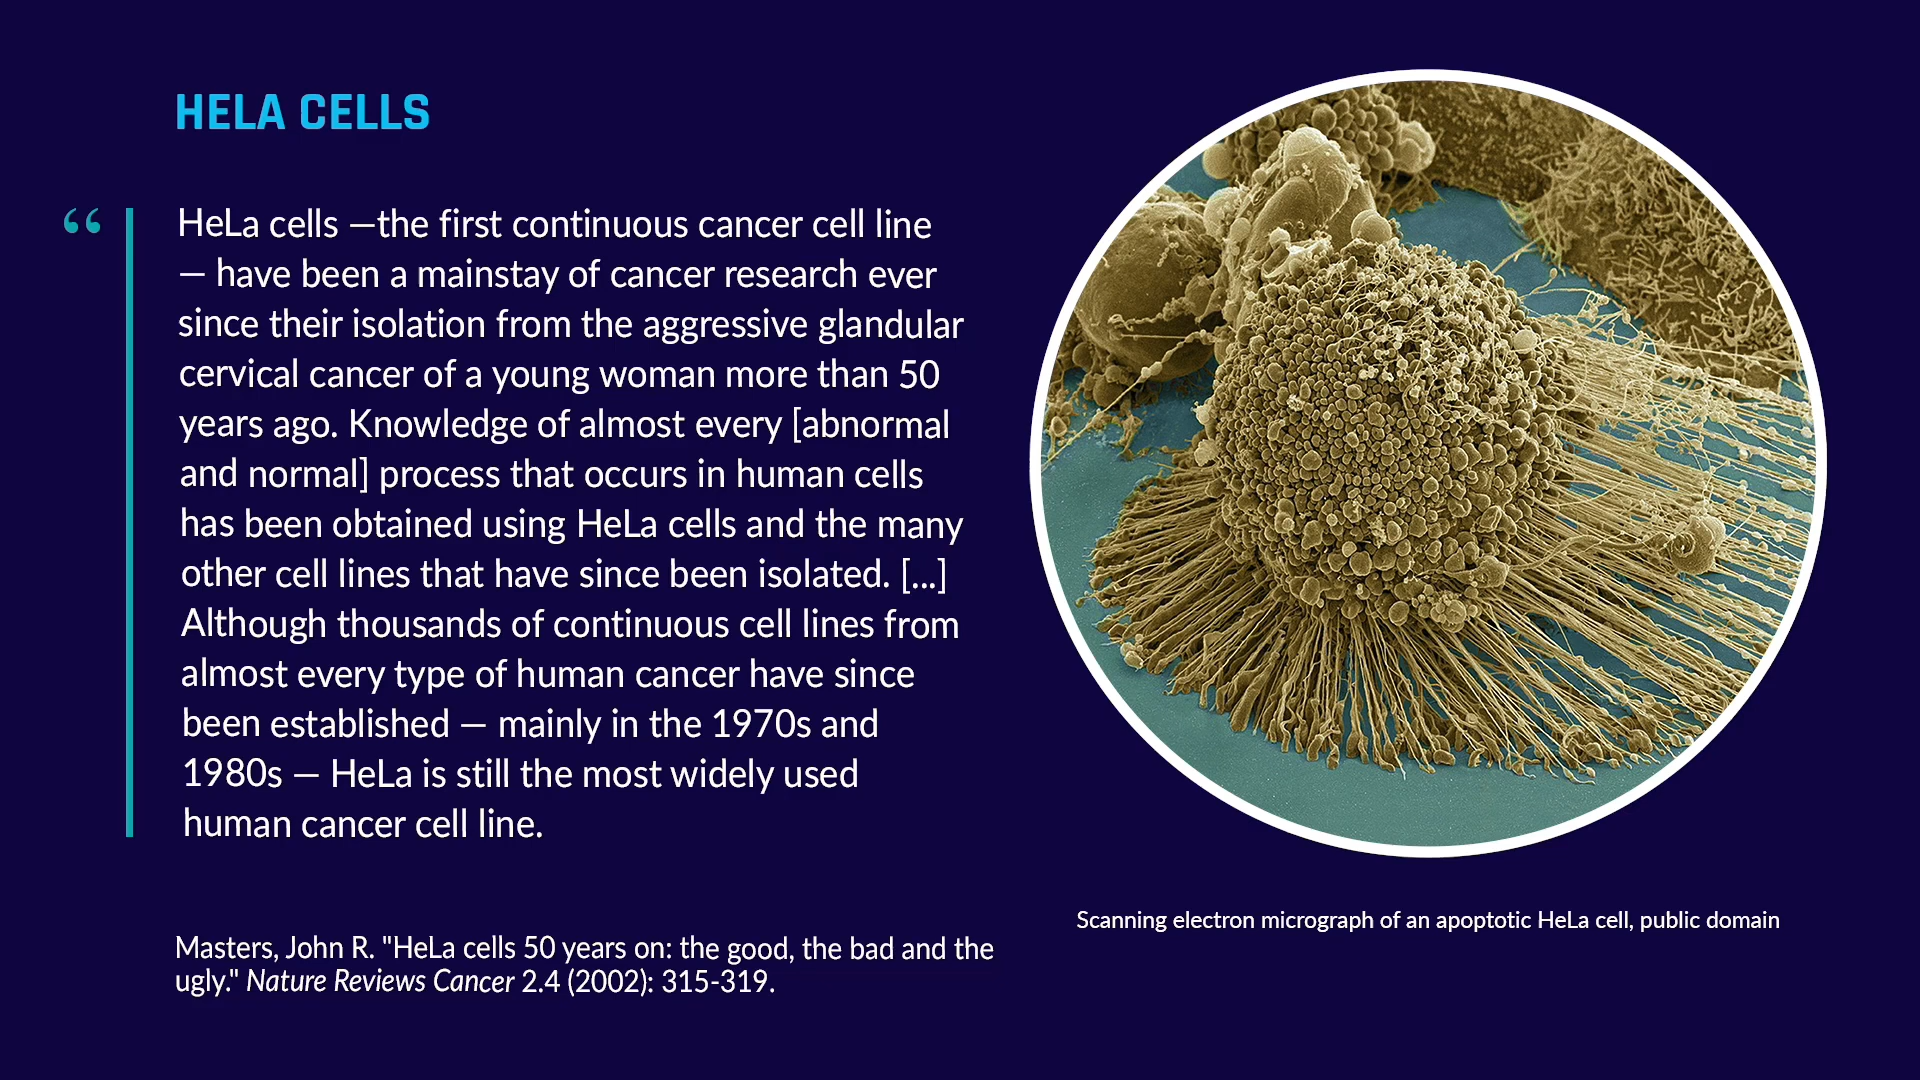 HELA CELLS
“
HeLa cells —the first continuous cancer cell line
— have been a mainstay of cancer research ever
since their isolation from the aggressive glandular
cervical cancer of a young woman more than 50
years ago. Knowledge of almost every [abnormal
and normal] process that occurs in human cells
has been obtained using HeLa cells and the many
other cell lines that have since been isolated. [...]
Although thousands of continuous cell lines from
almost every type of human cancer have since
been established — mainly in the 1970s and
1980s — HeLa is still the most widely used
human cancer cell line.
Masters, John R. "HeLa cells 50 years on: the good, the bad and the
ugly." Nature Reviews Cancer 2.4 (2002): 315-319.
Scanning electron micrograph of an apoptotic HeLa cell, public domain